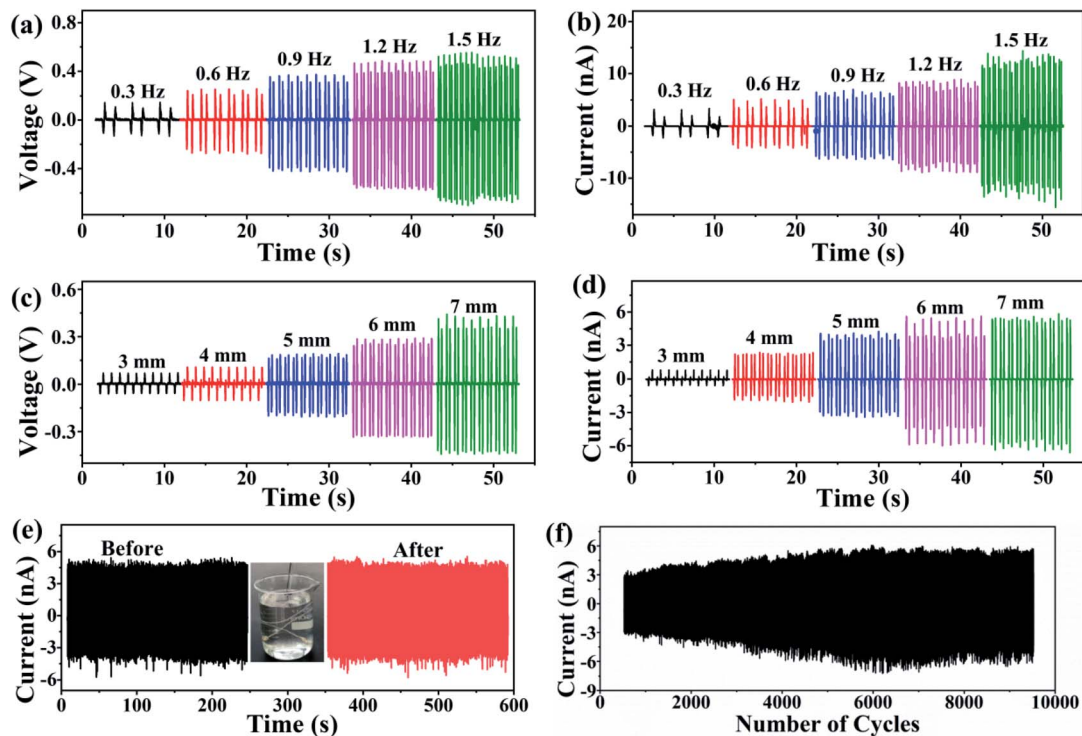 (a)
0.8
0.4
0.0
-0.4
Voltage (V)
0.3 Hz
0.6 Hz
0.9 Hz
1.2 Hz
1.5 Hz
0 10 20 30 40 50
Time (s)
(b)
20
10
0
-10
Current (nA)
0.3 Hz
0.6 Hz
0.9 Hz
1.2 Hz
1.5 Hz
0 10 20 30 40 50
Time (s)
(c)
0.6
0.3
0.0
-0.3
Voltage (V)
3 mm
4 mm
5 mm
6 mm
7 mm
0 10 20 30 40 50
Time (s)
(d)
6
3
0
-3
-6
Current (nA)
3 mm
4 mm
5 mm
6 mm
7 mm
0 10 20 30 40 50
Time (s)
(e)
6
3
0
-3
-6
Current (nA)
Before
After
0 100 200 300 400 500 600
Time (s)
(f)
6
3
0
-3
-6
-9
Current (nA)
0 2000 4000 6000 8000 10000
Number of Cycles